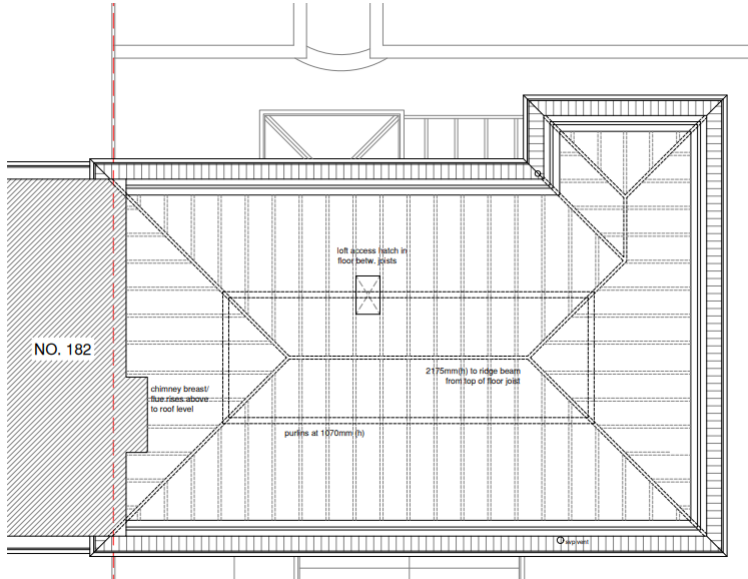 loft access hatch in
floor betw. joists
NO. 182
2175mm(h) to ridge beam
from top of floor joist
chimney breast/
flue rises above
to roof level
purlins at 1070mm (h)
svp vent